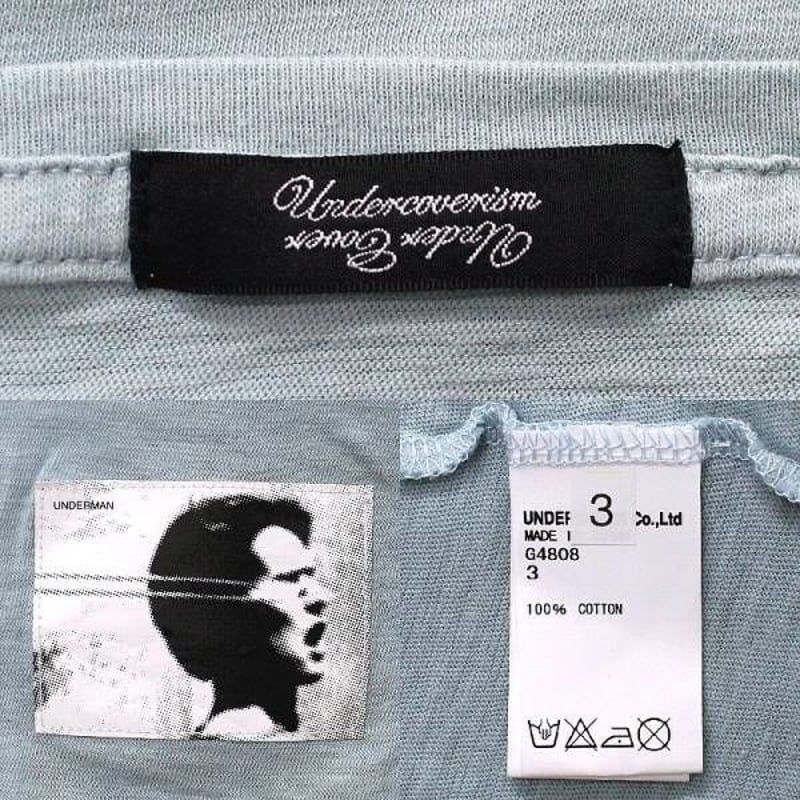 Undercoverism
Under Cover
UNDERMAN
3
UNDER Co.,Ltd
MADE I
G4808
3
100% COTTON